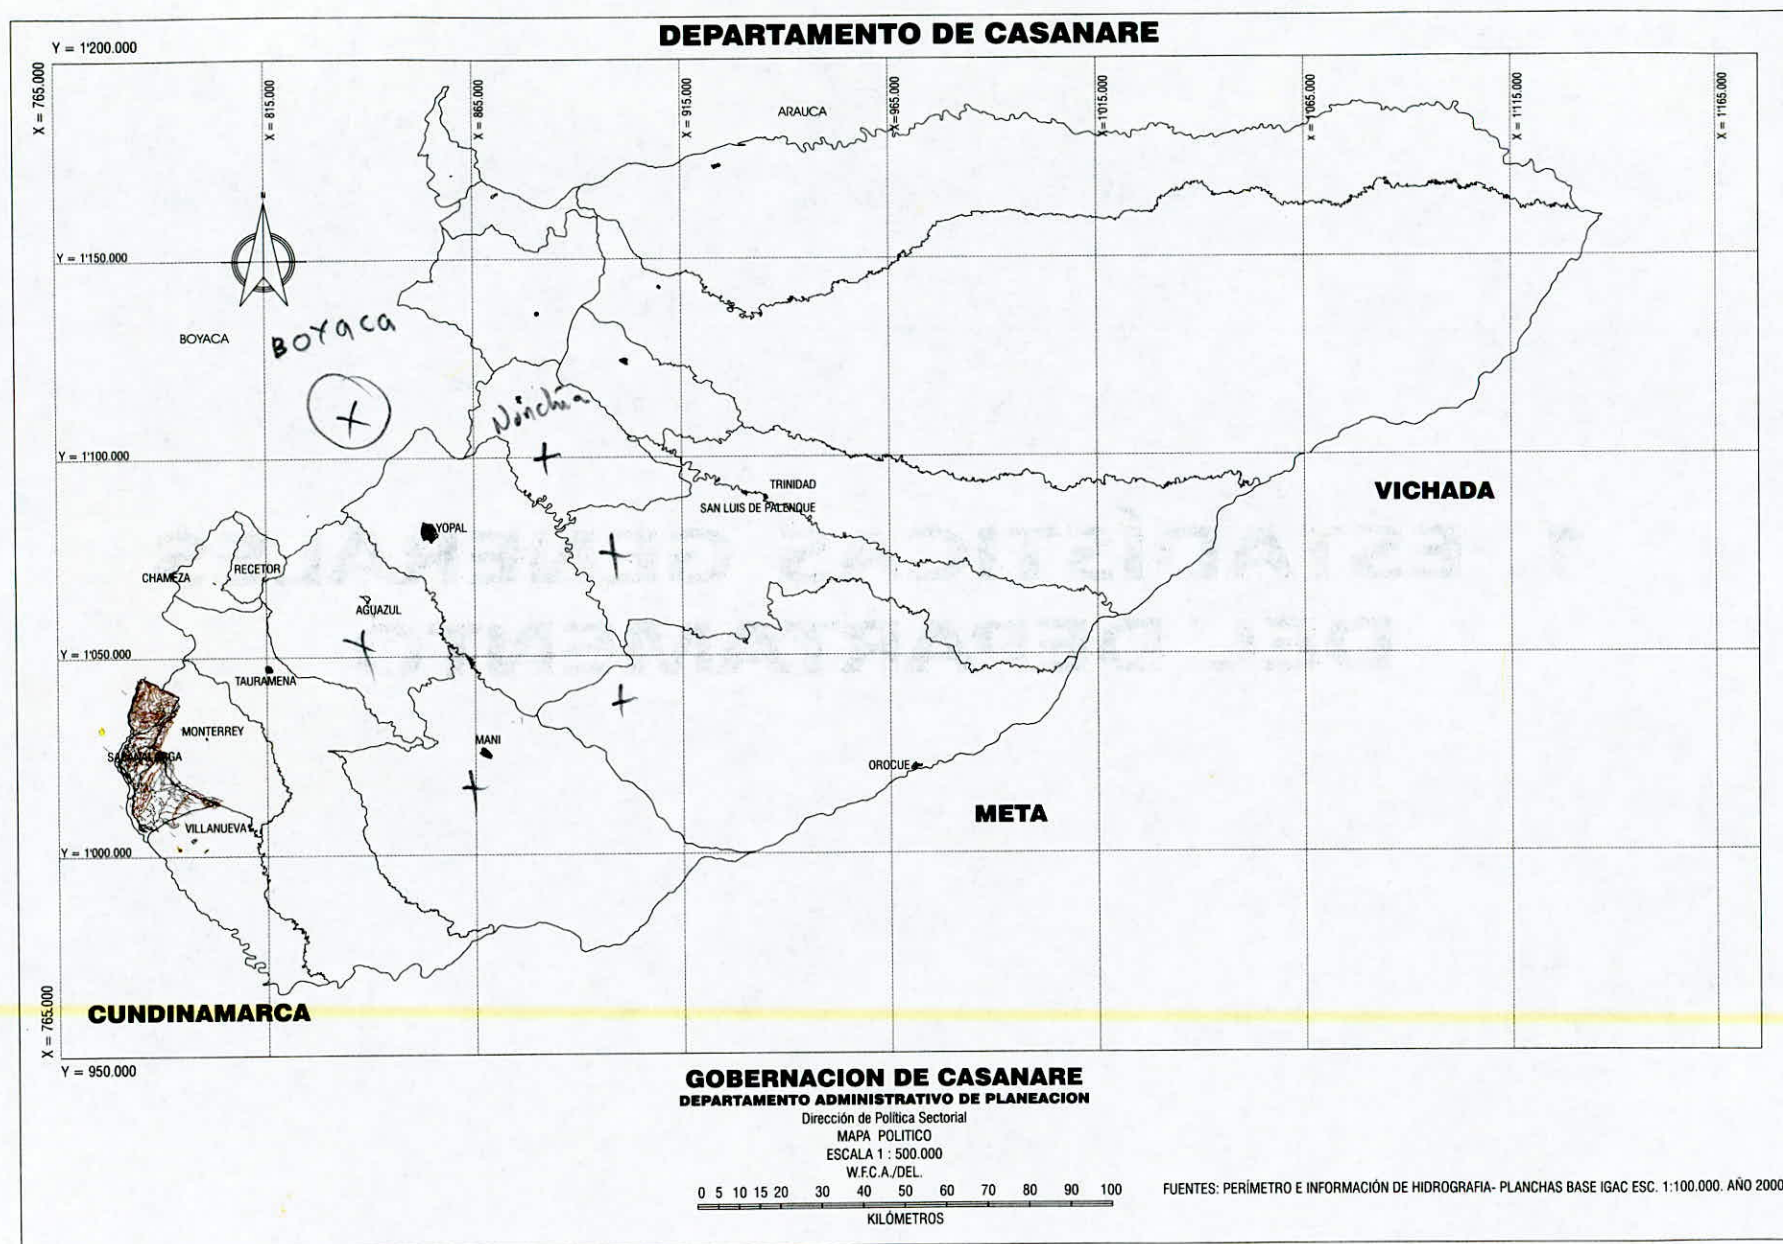 DEPARTAMENTO DE CASANARE
Y = 1'200.000
X = 765.000
X = 815.000
X = 865.000
X = 915.000
X = 965.000
X = 1'015.000
X = 1'065.000
X = 1'115.000
X = 1'165.000
ARAUCA
Y = 1'150.000
BOYACA
BOYACA
Nunchia
Y = 1'100.000
TRINIDAD
SAN LUIS DE PALENQUE
VICHADA
YOPAL
RECETOR
CHAMEZA
AGUAZUL
Y = 1'050.000
TAURAMENA
MONTERREY
MANI
SABANALARGA
OROCUE
META
VILLANUEVA
Y = 1'000.000
CUNDINAMARCA
X = 765.000
Y = 950.000
GOBERNACION DE CASANARE
DEPARTAMENTO ADMINISTRATIVO DE PLANEACION
Dirección de Política Sectorial
MAPA POLITICO
ESCALA 1 : 500.000
W.F.C.A./DEL.
0 5 10 15 20 30 40 50 60 70 80 90 100
KILÓMETROS
FUENTES: PERÍMETRO E INFORMACIÓN DE HIDROGRAFIA- PLANCHAS BASE IGAC ESC. 1:100.000. AÑO 2000
N